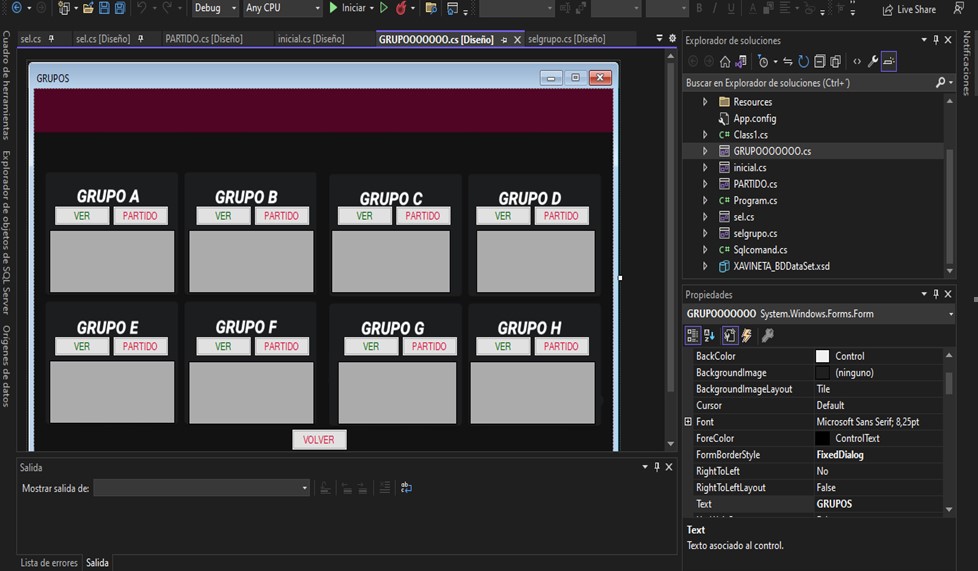 Debug Any CPU Iniciar Live Share
sel.cs sel.cs [Diseño] PARTIDO.cs [Diseño] inicial.cs [Diseño] GRUPOOOOOOO.cs [Diseño] selgrupo.cs [Diseño]
Cuadro de herramientas
Explorador de objetos de SQL Server
Orígenes de datos
GRUPOS
GRUPO A GRUPO B GRUPO C GRUPO D
VER PARTIDO VER PARTIDO VER PARTIDO VER PARTIDO
GRUPO E GRUPO F GRUPO G GRUPO H
VER PARTIDO VER PARTIDO VER PARTIDO VER PARTIDO
VOLVER
Salida
Mostrar salida de:
Lista de errores Salida
Explorador de soluciones
Buscar en Explorador de soluciones (Ctrl+´)
Resources
App.config
C# Class1.cs
GRUPOOOOOOO.cs
inicial.cs
PARTIDO.cs
C# Program.cs
sel.cs
selgrupo.cs
C# Sqlcomand.cs
XAVINETA_BDDataSet.xsd
Propiedades
GRUPOOOOOOO System.Windows.Forms.Form
BackColor Control
BackgroundImage (ninguno)
BackgroundImageLayout Tile
Cursor Default
Font Microsoft Sans Serif; 8,25pt
ForeColor ControlText
FormBorderStyle FixedDialog
RightToLeft No
RightToLeftLayout False
Text GRUPOS
Text
Texto asociado al control.
Notificaciones